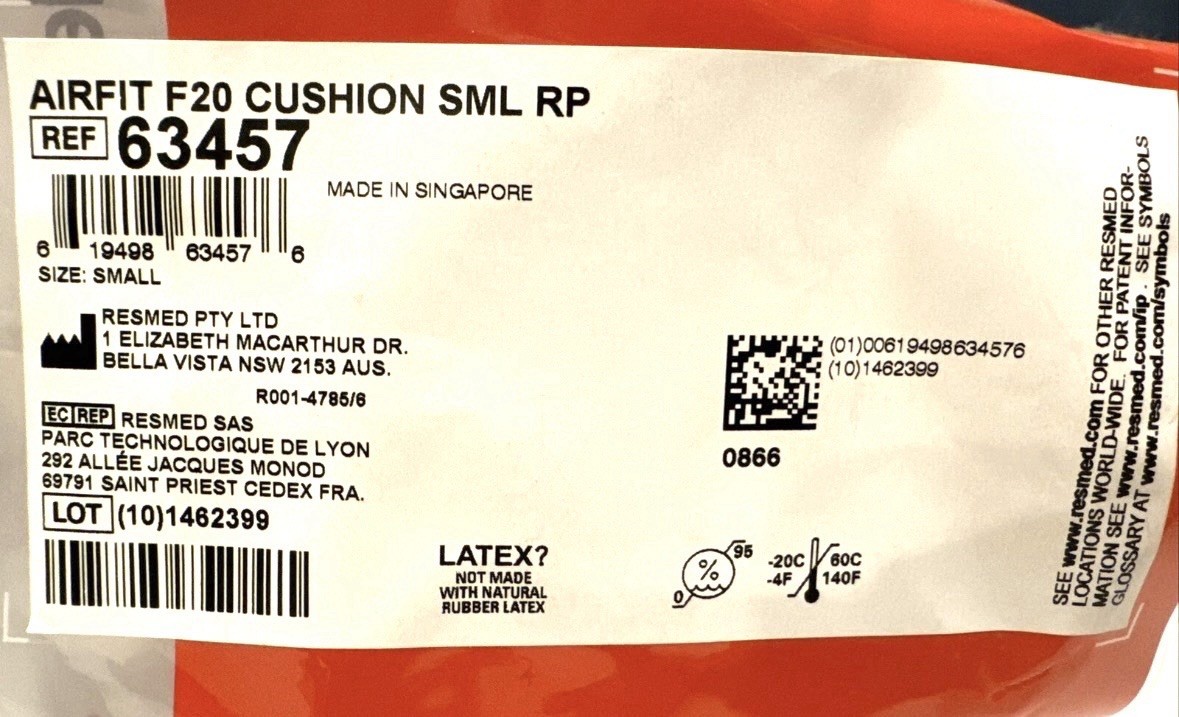 AIRFIT F20 CUSHION SML RP
REF 63457
MADE IN SINGAPORE
6 19498 63457 6
SIZE: SMALL
RESMED PTY LTD
1 ELIZABETH MACARTHUR DR.
BELLA VISTA NSW 2153 AUS.
R001-4785/6
EC REP RESMED SAS
PARC TECHNOLOGIQUE DE LYON
292 ALLÉE JACQUES MONOD
69791 SAINT PRIEST CEDEX FRA.
LOT (10)1462399
LATEX?
NOT MADE
WITH NATURAL
RUBBER LATEX
(01)00619498634576
(10)1462399
0866
0 % 95
-20C 60C
-4F 140F
SEE www.resmed.com FOR OTHER RESMED
LOCATIONS WORLD-WIDE. FOR PATENT INFOR-
MATION SEE www.resmed.com/ip . SEE SYMBOLS
GLOSSARY AT www.resmed.com/symbols